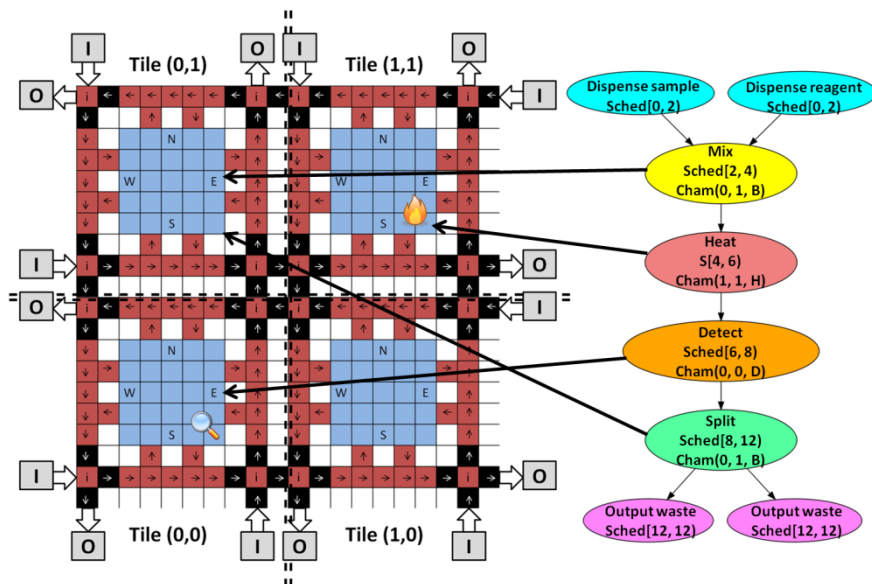 I
O
I
O
Tile (0,1)
Tile (1,1)
O
i
i
i
i
I
N
N
W
E
W
E
S
S
I
i
i
i
i
O
O
i
i
i
i
I
N
N
W
E
W
E
S
S
I
i
i
i
i
O
Tile (0,0)
Tile (1,0)
O
I
O
I
Dispense sample
Sched[0, 2)
Dispense reagent
Sched[0, 2)
Mix
Sched[2, 4)
Cham(0, 1, B)
Heat
S[4, 6)
Cham(1, 1, H)
Detect
Sched[6, 8)
Cham(0, 0, D)
Split
Sched[8, 12)
Cham(0, 1, B)
Output waste
Sched[12, 12)
Output waste
Sched[12, 12)